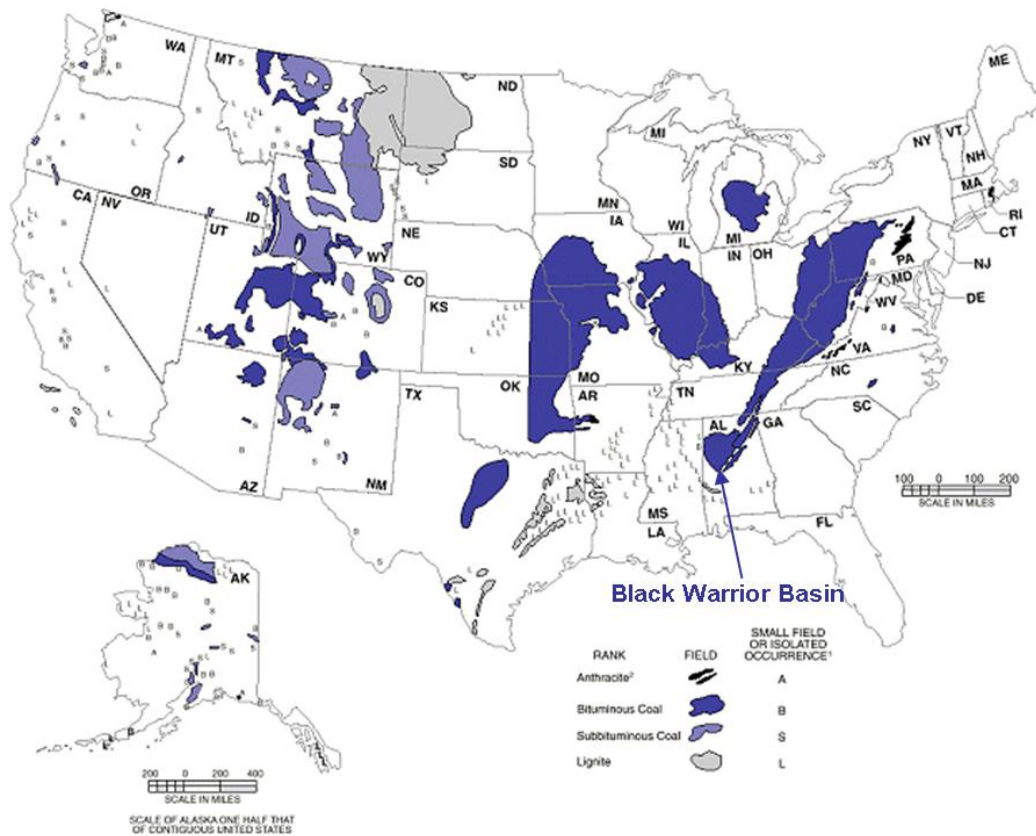 WA
MT
ND
ME
MI
SD
MN
IA
WI
NY
VT
NH
MA
RI
CT
OR
ID
CA
NV
UT
WY
NE
CO
KS
IL
MI
IN
OH
PA
NJ
MD
DE
WV
VA
KY
MO
AR
TN
NC
SC
OK
TX
AZ
NM
AL
GA
MS
LA
FL
100 0 100 200 300
SCALE IN MILES
AK
Black Warrior Basin
RANK
FIELD
SMALL FIELD
OR ISOLATED
OCCURRENCE¹
Anthracite²
A
Bituminous Coal
B
Subbituminous Coal
S
Lignite
L
200 0 200 400
SCALE IN MILES
SCALE OF ALASKA ONE HALF THAT
OF CONTIGUOUS UNITED STATES